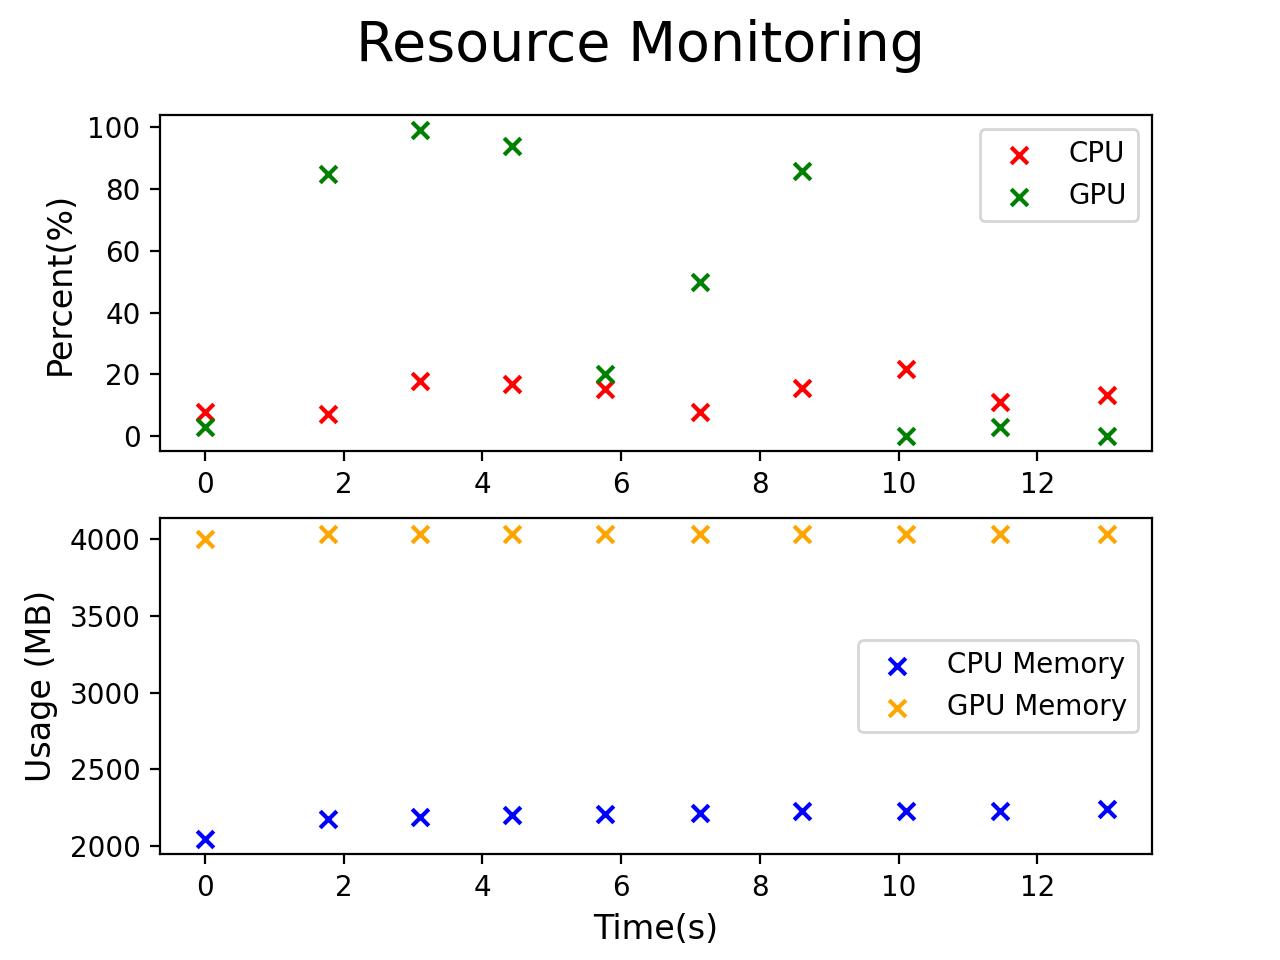 Resource Monitoring
100
80
60
40
20
0
Percent(%)
CPU
GPU
0 2 4 6 8 10 12
4000
3500
3000
2500
2000
Usage (MB)
CPU Memory
GPU Memory
0 2 4 6 8 10 12
Time(s)